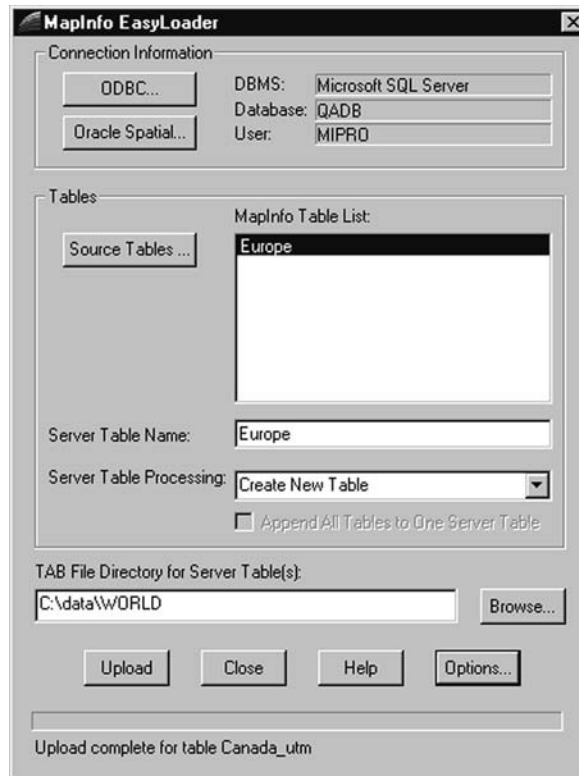 MapInfo EasyLoader
Connection Information
ODBC...
DBMS: Microsoft SQL Server
Database: QADB
Oracle Spatial...
User: MIPRO
Tables
MapInfo Table List:
Source Tables ...
Europe
Server Table Name: Europe
Server Table Processing: Create New Table
Append All Tables to One Server Table
TAB File Directory for Server Table(s):
C:\data\WORLD
Browse...
Upload Close Help Options...
Upload complete for table Canada_utm